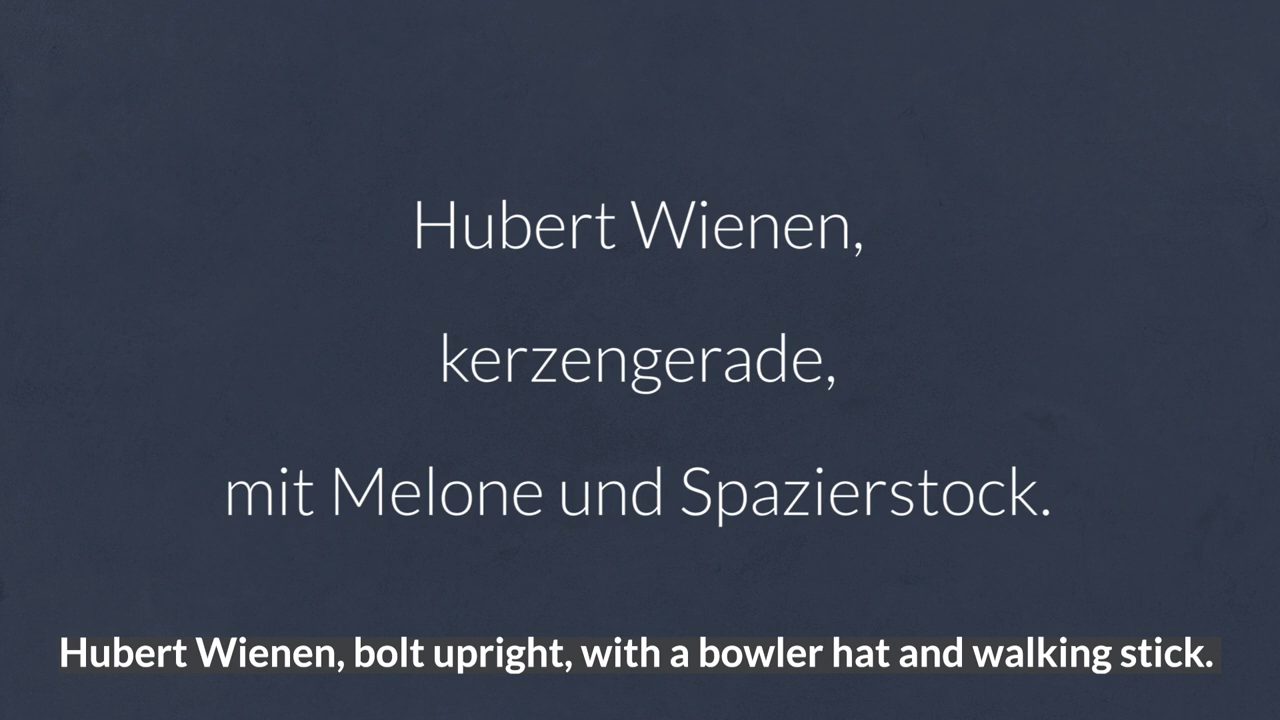 Hubert Wienen,
kerzengerade,
mit Melone und Spazierstock.
Hubert Wienen, bolt upright, with a bowler hat and walking stick.